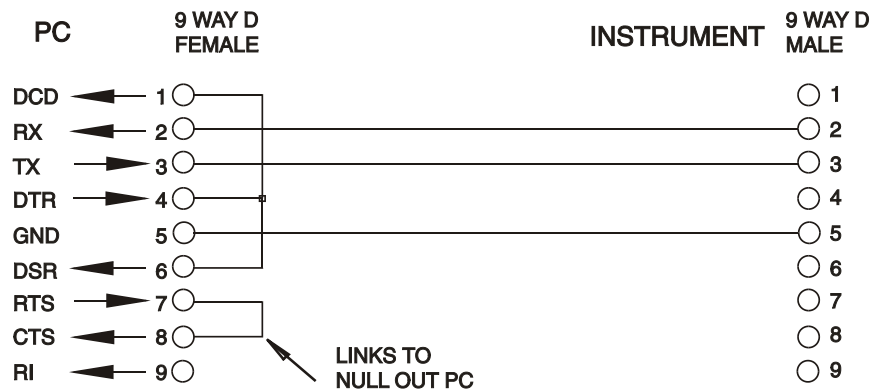 PC
9 WAY D
FEMALE
INSTRUMENT
9 WAY D
MALE
DCD 1 1
RX 2 2
TX 3 3
DTR 4 4
GND 5 5
DSR 6 6
RTS 7 7
CTS 8 8
RI 9 9
LINKS TO
NULL OUT PC